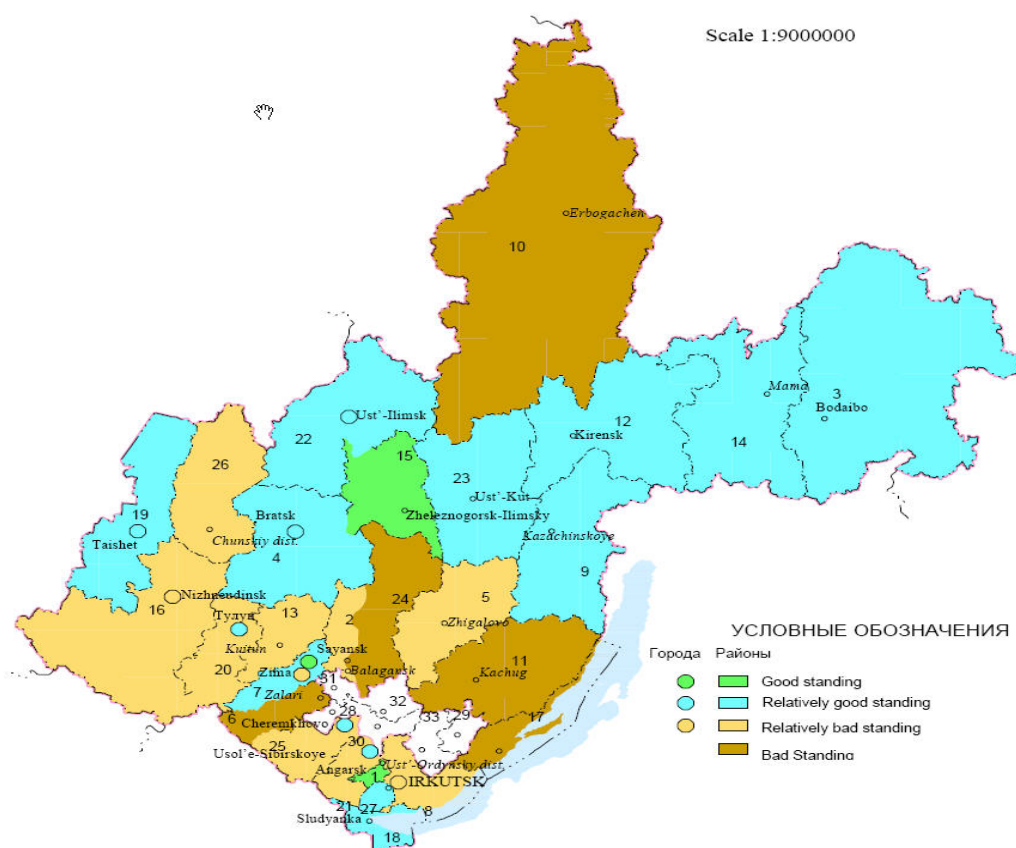 Scale 1:9000000
Erbogachen
10
Mama
3
Bodaibo
Ust'-Ilimsk
12
22
Kirensk
14
15
26
23
Ust'-Kut
19
Bratsk
Zheleznogorsk-Ilimsky
Taishet
Chunskiy dist.
Kazachinskoye
4
9
Nizhneudinsk
16
24
5
Тулун
13
2
Zhigalovo
УСЛОВНЫЕ ОБОЗНАЧЕНИЯ
Kuitun
Sayansk
11
Города Районы
20
Zima
Balagansk
Kachug
Good standing
31
7
Zalari
32
Relatively good standing
6
Cheremkhovo
28
33
29
17
Relatively bad standing
25
30
Usol'e-Sibirskoye
Bad Standing
Angarsk
Ust'-Ordynsky dist.
1
IRKUTSK
21
27
8
Sludyanka
18